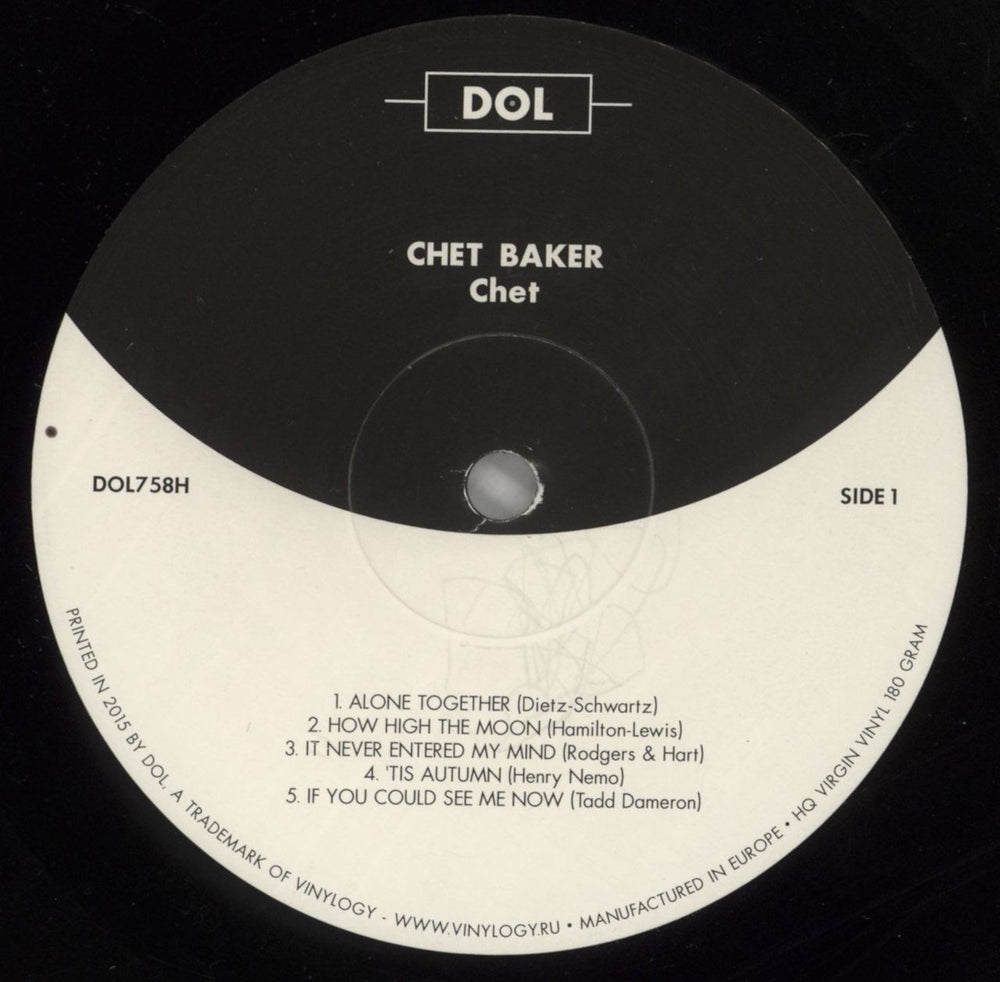 DOL
CHET BAKER
Chet
DOL758H
SIDE 1
1. ALONE TOGETHER (Dietz-Schwartz)
2. HOW HIGH THE MOON (Hamilton-Lewis)
3. IT NEVER ENTERED MY MIND (Rodgers & Hart)
4. 'TIS AUTUMN (Henry Nemo)
5. IF YOU COULD SEE ME NOW (Tadd Dameron)
PRINTED IN 2015 BY DOL, A TRADEMARK OF VINYLOGY - WWW.VINYLOGY.RU • MANUFACTURED IN EUROPE • HQ VIRGIN VINYL 180 GRAM